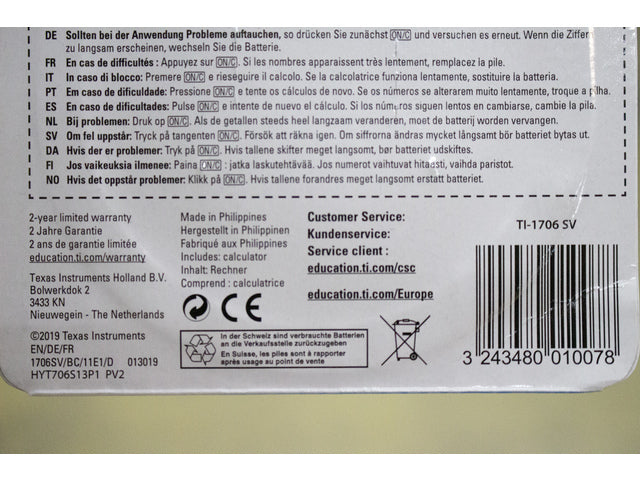 DE Sollten bei der Anwendung Probleme auftauchen, so drücken Sie zunächst ON/C und versuchen es erneut. Wenn die Ziffer
zu langsam erscheinen, wechseln Sie die Batterie.
FR En cas de difficultés : Appuyez sur ON/C. Si les nombres apparaissent très lentement, remplacez la pile.
IT In caso di blocco: Premere ON/C e rieseguire il calcolo. Se la calcolatrice funziona lentamente, sostituire la batteria.
PT Em caso de dificuldade: Pressione ON/C e tente os cálculos de novo. Se os números se alterarem muito lentamente, troque a pilha.
ES En caso de dificultades: Pulse ON/C e intente de nuevo el cálculo. Si los números siguen lentos en cambiarse, cambie la pila.
NL Bij problemen: Druk op ON/C. Als de getallen steeds heel langzaam veranderen, moet de batterij worden vervangen.
SV Om fel uppstår: Tryck på tangenten ON/C. Försök att räkna igen. Om siffrorna ändras mycket långsamt bör batteriet bytas ut.
DA Hvis der er problemer: Tryk på ON/C. Hvis tallene skifter meget langsomt, bør batteriet udskiftes.
FI Jos vaikeuksia ilmenee: Paina ON/C : jatka laskutehtävää. Jos numerot vaihtuvat hitaasti, vaihda paristot.
NO Hvis det oppstår problemer: Klikk på ON/C. Hvis tallene forandres meget langsomt erstatt batteriet.
2-year limited warranty
2 Jahre Garantie
2 ans de garantie limitée
education.ti.com/warranty
Texas Instruments Holland B.V.
Bolwerkdok 2
3433 KN
Nieuwegein - The Netherlands
©2019 Texas Instruments
EN/DE/FR
1706SV/BC/11E1/D 013019
HYT706S13P1 PV2
Made in Philippines
Hergestellt in Philippinen
Fabriqué aux Philippines
Includes: calculator
Inhalt: Rechner
Comprend : calculatrice
CE
In der Schweiz sind verbrauchte Batterien
an die Verkaufsstelle zurückzugeben
En Suisse, les piles sont à rapporter
après usage au point de vente
Customer Service:
Kundenservice:
Service client :
education.ti.com/csc
education.ti.com/Europe
TI-1706 SV
3 243480 010078